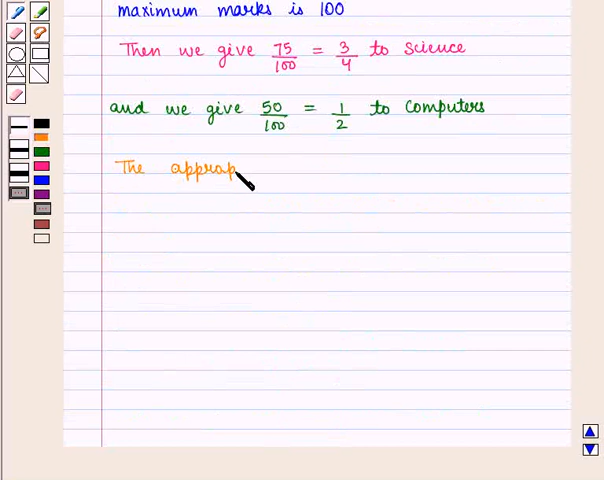 maximum marks is 100
Then we give 75/100 = 3/4 to Science
and we give 50/100 = 1/2 to Computers
The approp